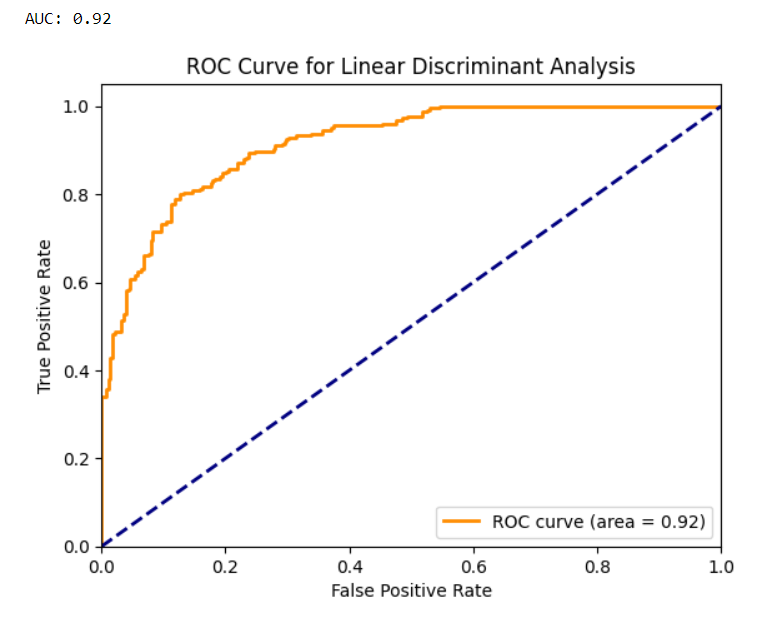 AUC: 0.92
ROC Curve for Linear Discriminant Analysis
1.0
0.8
0.6
0.4
0.2
0.0
True Positive Rate
ROC curve (area = 0.92)
0.0 0.2 0.4 0.6 0.8 1.0
False Positive Rate